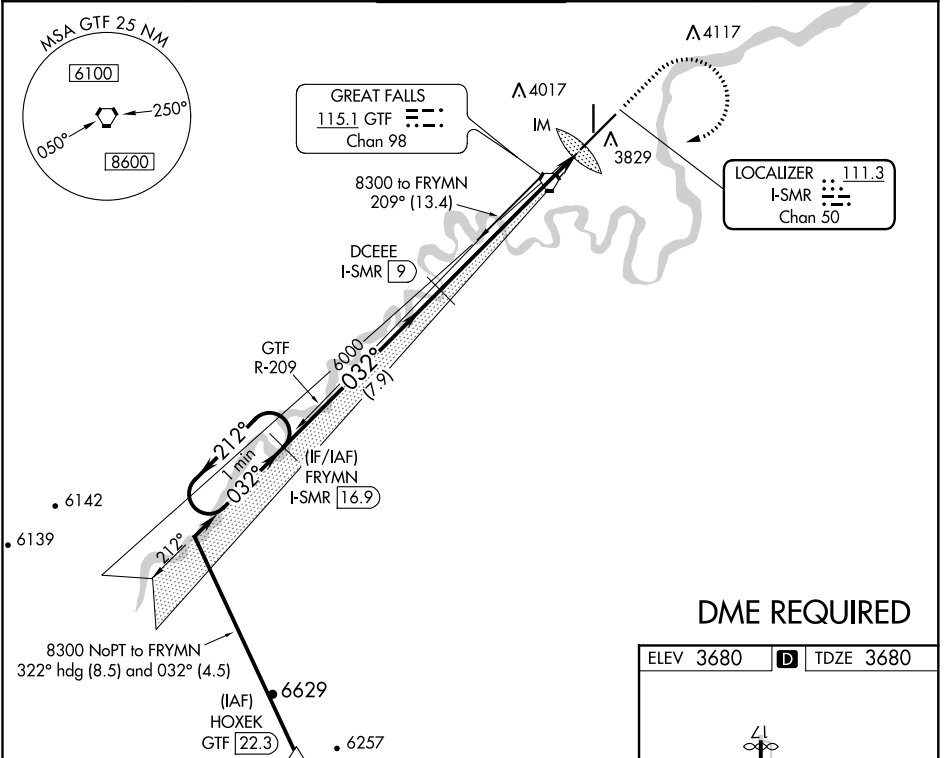 MSA GTF 25 NM
6100
250°
050°
8600
GREAT FALLS
115.1 GTF
Chan 98
4017
4117
IM
3829
LOCALIZER 111.3
I-SMR
Chan 50
8300 to FRYMN
209° (13.4)
DCEEE
I-SMR 9
GTF
R-209
6000
032°
(7.9)
212°
1 min
032°
(IF/IAF)
FRYMN
I-SMR 16.9
6142
6139
212°
8300 NoPT to FRYMN
322° hdg (8.5) and 032° (4.5)
6629
(IAF)
HOXEK
GTF 22.3
6257
DME REQUIRED
ELEV 3680 D TDZE 3680
17